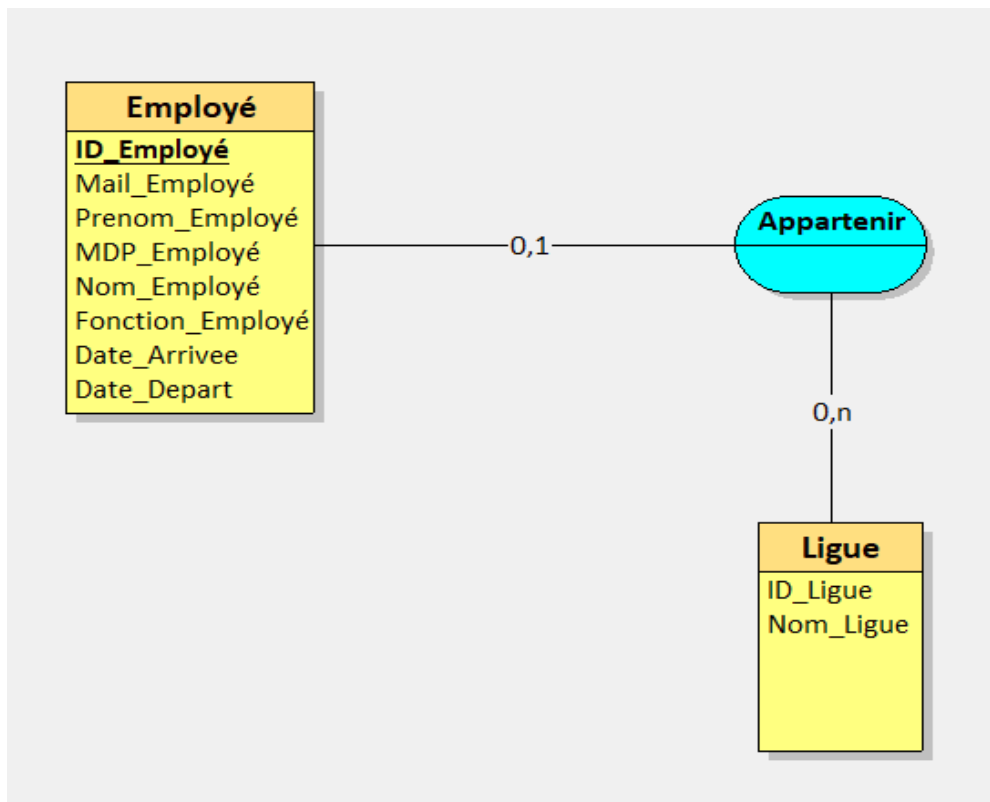 Employé
ID_Employé
Mail_Employé
Prenom_Employé
MDP_Employé
Nom_Employé
Fonction_Employé
Date_Arrivee
Date_Depart
0,1
Appartenir
0,n
Ligue
ID_Ligue
Nom_Ligue